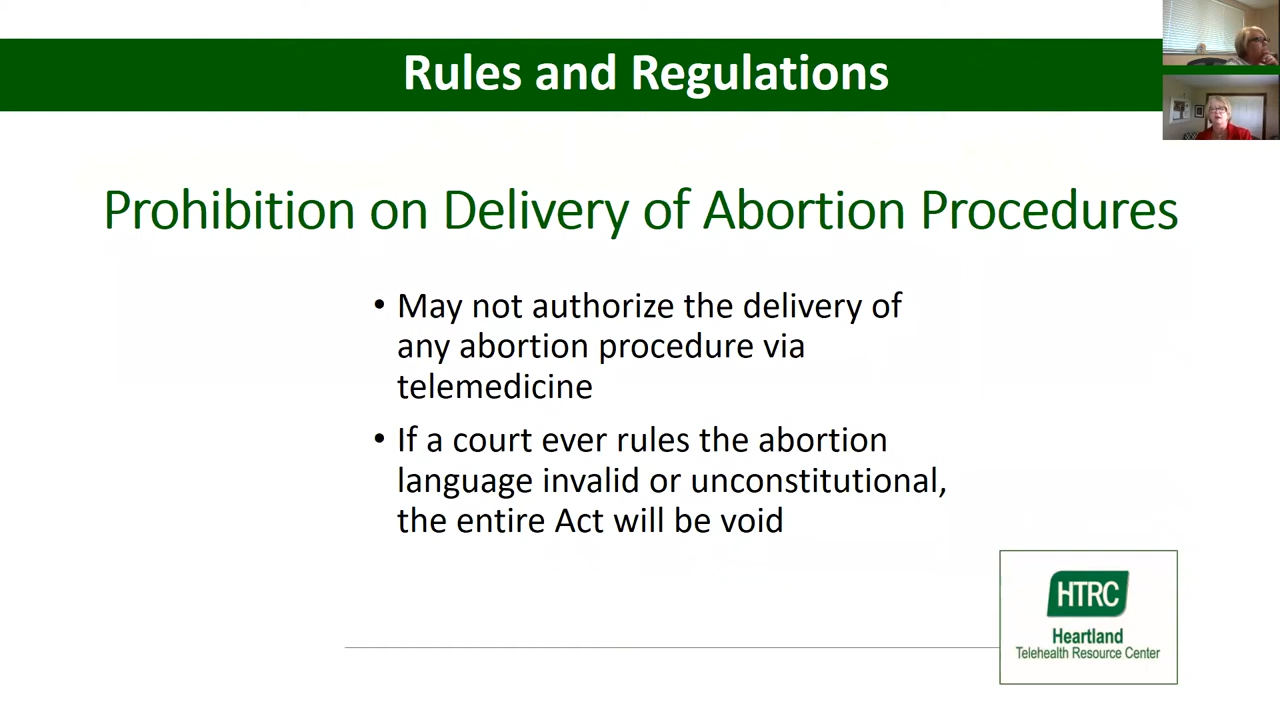 Rules and Regulations
Prohibition on Delivery of Abortion Procedures
• May not authorize the delivery of
any abortion procedure via
telemedicine
• If a court ever rules the abortion
language invalid or unconstitutional,
the entire Act will be void
HTRC
Heartland
Telehealth Resource Center